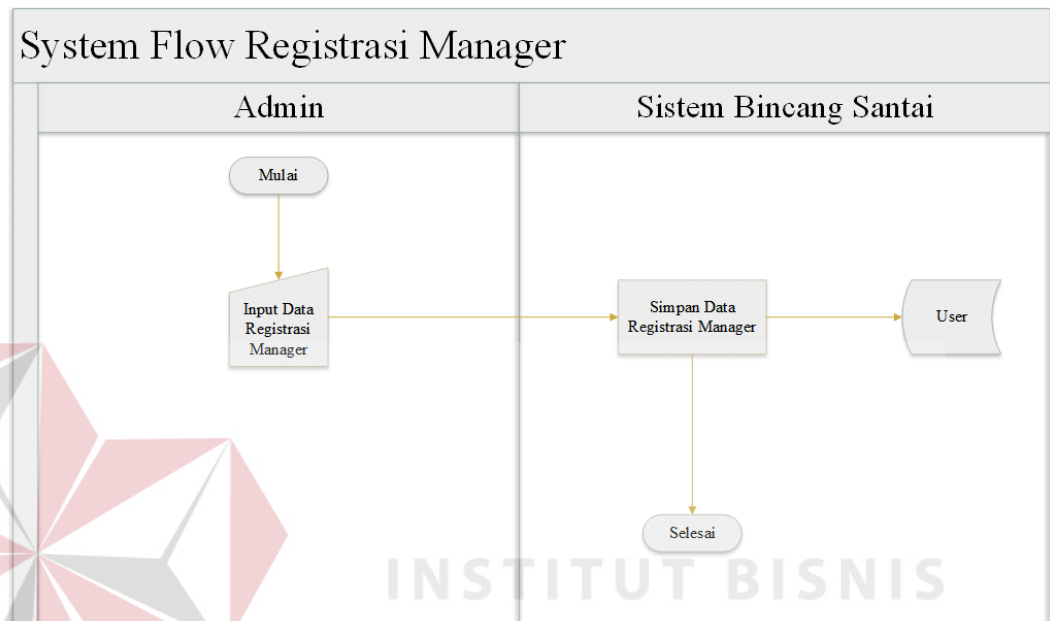 System Flow Registrasi Manager
Admin
Sistem Bincang Santai
Mulai
Input Data
Registrasi
Manager
Simpan Data
Registrasi Manager
User
Selesai
INSTITUT BISNIS